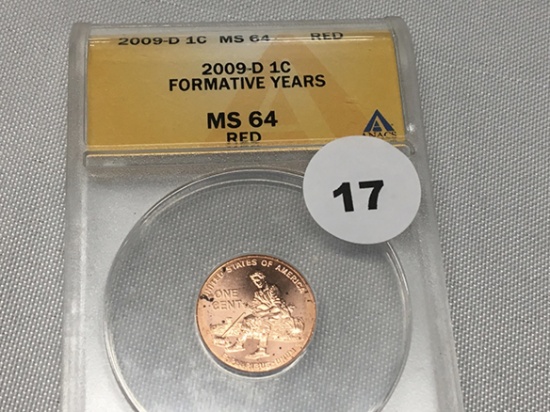 2009-D 1C MS 64 RED
2009-D 1C
FORMATIVE YEARS
MS 64
RED
ANACS
17
UNITED STATES OF AMERICA
ONE
CENT